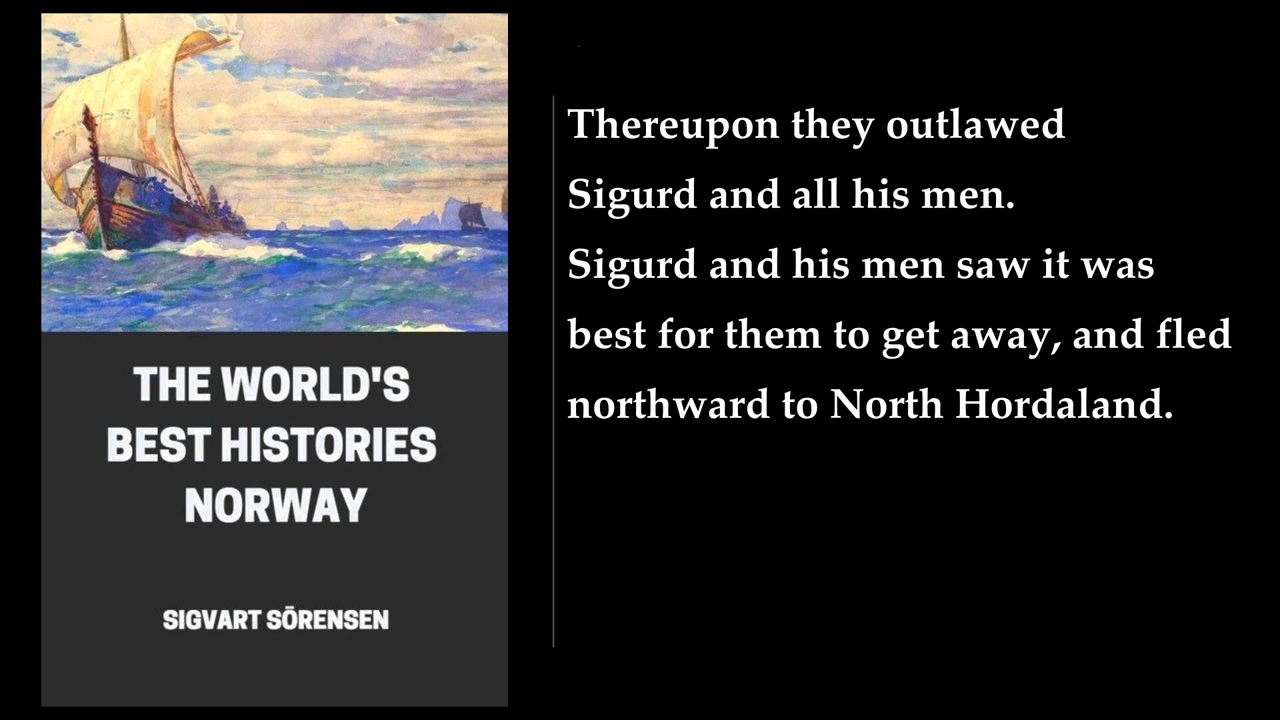 THE WORLD'S
BEST HISTORIES
NORWAY
SIGVART SÖRENSEN
Thereupon they outlawed
Sigurd and all his men.
Sigurd and his men saw it was
best for them to get away, and fled
northward to North Hordaland.